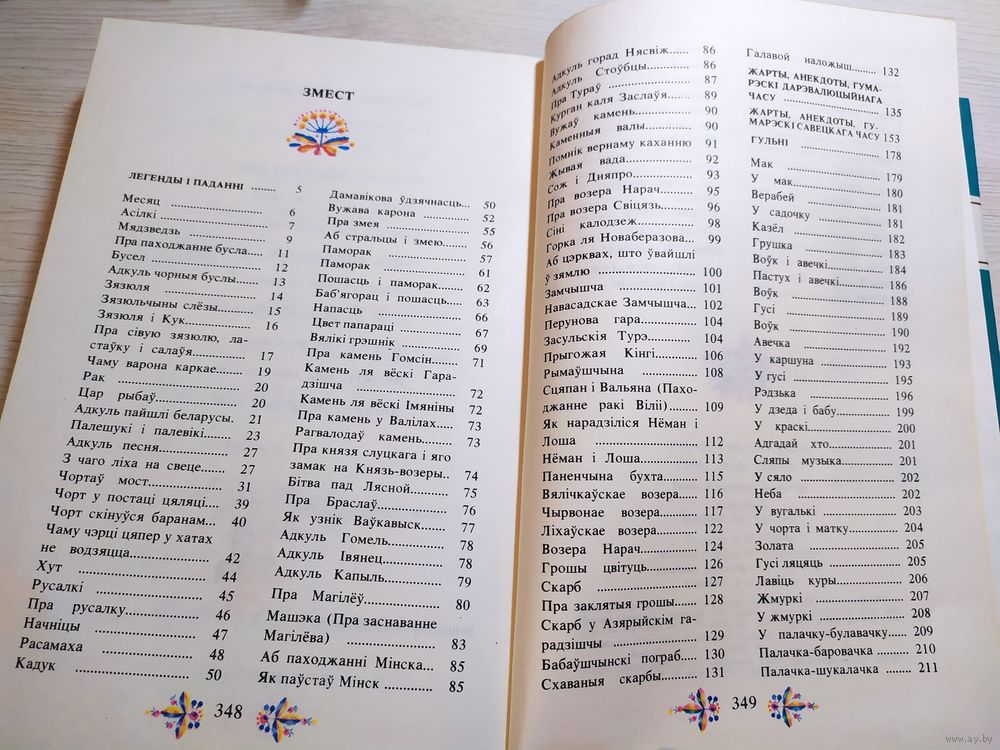 ЗМЕСТ
ЛЕГЕНДЫ І ПАДАННІ ........ 5
Месяц ........ 6
Асілкі ........ 7
Мядзведзь ........ 9
Пра паходжанне бусла..... 11
Бусел ........ 12
Адкуль чорныя буслы..... 13
Зязюля ........ 14
Зязюльчыны слёзы..... 15
Зязюля і Кук........ 16
Пра сівую зязюлю, ла-
стаўку і салаўя........ 17
Чаму варона каркае..... 19
Рак ........ 20
Цар рыбаў........ 20
Адкуль пайшлі беларусы. 21
Палешукі і палевікі..... 23
Адкуль песня........ 27
З чаго ліха на свеце..... 27
Чортаў мост........ 31
Чорт у постаці цяляці. 39
Чорт скінуўся баранам... 40
Чаму чэрці цяпер у хатах
не водзяцца........ 42
Хут ........ 44
Русалкі ........ 45
Пра русалку........ 46
Начніцы ........ 47
Расамаха ........ 48
Кадук ........ 50
Дамавікова ўдзячнасць... 50
Вужава карона ........ 52
Пра змея ........ 55
Аб стральцы і змею..... 56
Паморак ........ 57
Паморак ........ 61
Пошасць і паморак..... 62
Баб'ягорац і пошасць..... 63
Напасць ........ 66
Цвет папараці ........ 67
Вялікі грэшнік ........ 69
Пра камень Гомсін..... 71
Камень ля вёскі Гара-
дзішча ........ 72
Камень ля вёскі Імяніны 72
Пра камень у Валілах..... 73
Рагвалодаў камень..... 73
Пра князя слуцкага і яго
замак на Князь-возеры.. 74
Бітва пад Лясной........ 75
Пра Браслаў ........ 76
Як узнік Ваўкавыск..... 77
Адкуль Гомель........ 78
Адкуль Івянец........ 78
Адкуль Капыль........ 79
Пра Магілёў........ 80
Машэка (Пра заснаванне
Магілёва) ........ 83
Аб паходжанні Мінска... 85
Як паўстаў Мінск ..... 85
348
Адкуль горад Нясвіж..... 86
Адкуль Стоўбцы........ 86
Пра Тураў ........ 87
Курган каля Заслаўя..... 89
Вужаў камень........ 90
Каменныя валы........ 90
Помнік вернаму каханню 91
Жывая вада........ 92
Сож і Дняпро........ 93
Пра возера Нарач..... 95
Пра возера Свіцязь..... 96
Сіні калодзеж........ 98
Горка ля Новаберазова... 99
Аб цэрквах, што ўвайшлі
ў зямлю ........ 100
Замчышча ........ 101
Навасадскае Замчышча... 102
Перунова гара........ 104
Засульскія Турэ........ 104
Прыгожая Кінгі........ 106
Рымаўшчына ........ 108
Сцяпан і Вальяна (Пахо-
джанне ракі Віліі)........ 109
Як нарадзіліся Нёман і
Лоша ........ 112
Нёман і Лоша........ 113
Паненчына бухта........ 115
Вялічкаўскае возера..... 116
Чырвонае возера........ 117
Ліхаўскае возера........ 122
Возера Нарач ........ 124
Грошы цвітуць........ 126
Скарб ........ 127
Пра заклятыя грошы..... 128
Скарб у Азярыйскім га-
радзішчы ........ 129
Бабаўшчынскі пограб..... 130
Схаваныя скарбы........ 131
Галавой наложыш........ 132
ЖАРТЫ, АНЕКДОТЫ, ГУМА-
РЭСКІ ДАРЭВАЛЮЦЫЙНАГА
ЧАСУ ........ 135
ЖАРТЫ, АНЕКДОТЫ, ГУ-
МАРЭСКІ САВЕЦКАГА ЧАСУ 153
ГУЛЬНІ ........ 178
Мак ........ 179
У мак........ 180
Верабей ........ 181
У садочку ........ 181
Казёл ........ 182
Грушка ........ 183
Воўк і авечкі ........ 184
Пастух і авечкі........ 186
Воўк ........ 188
Гусі ........ 189
Воўк ........ 190
Авечка ........ 192
У каршуна ........ 193
У гусі ........ 195
Рэдзька ........ 196
У дзеда і бабу........ 199
У краскі ........ 200
Адгадай хто........ 201
Сляпы музыка........ 201
У сяло ........ 202
Неба ........ 202
У вугалькі ........ 203
У чорта і матку........ 204
Золата ........ 205
Гусі ляцяць ........ 205
Лавіць куры........ 206
Жмуркі ........ 207
У жмуркі ........ 208
У палачку-булавачку..... 209
Палачка-баровачка ..... 210
Палачка-шукалачка ..... 211
349
www.ay.by